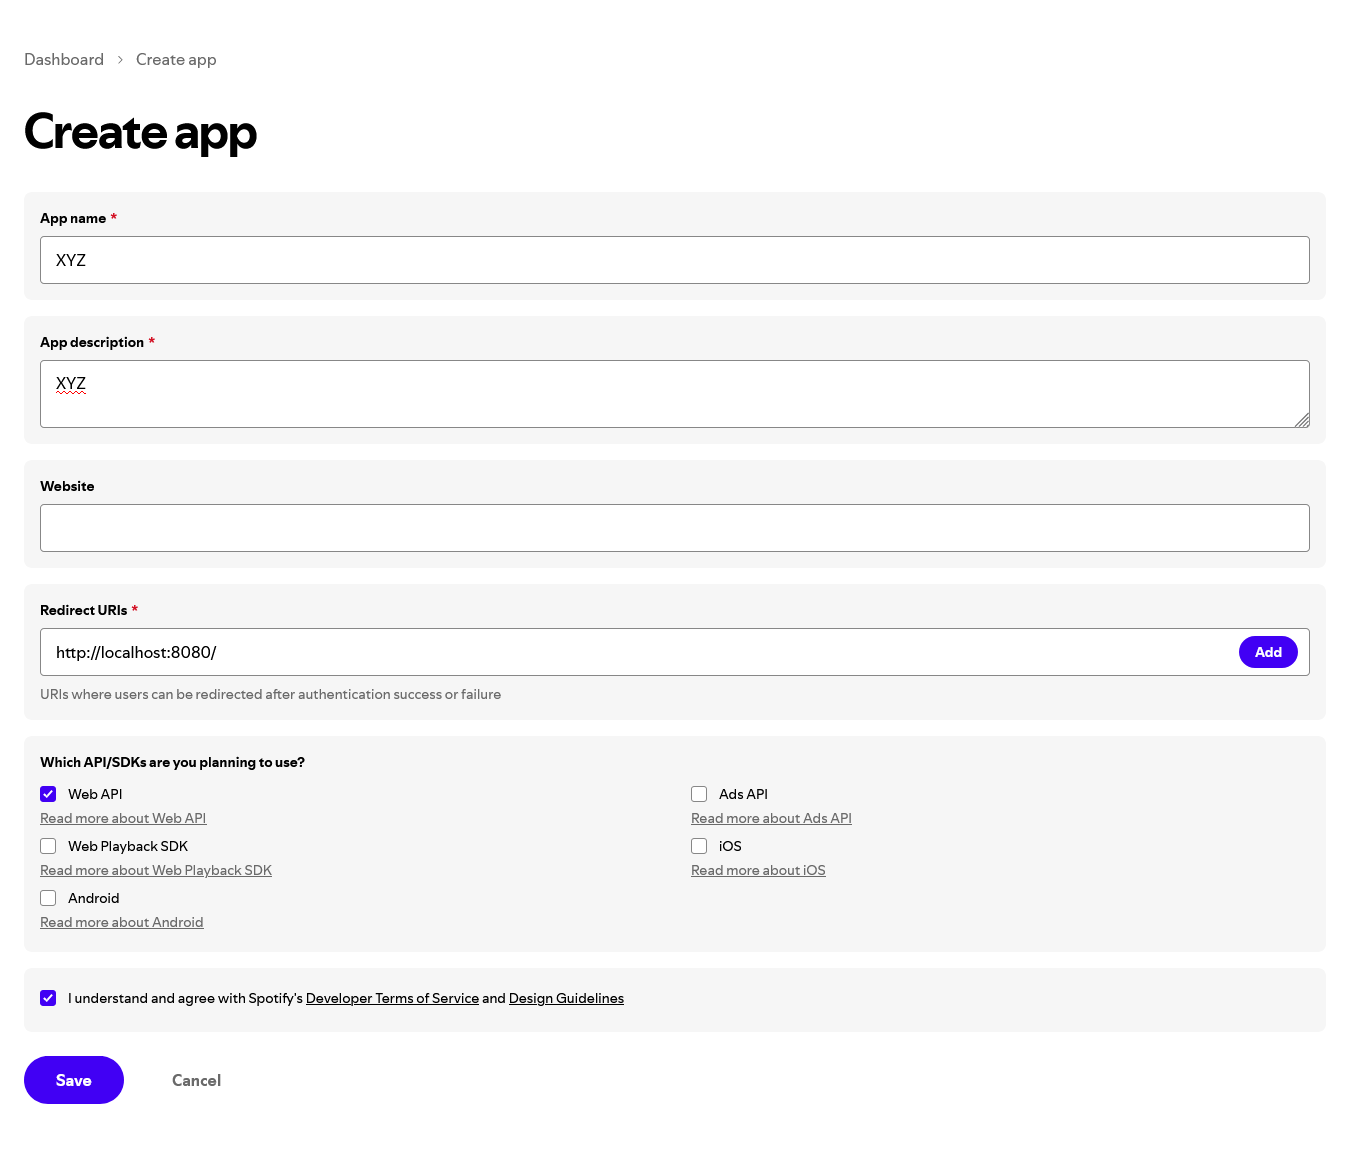 Dashboard > Create app
Create app
App name *
XYZ
App description *
XYZ
Website
Redirect URIs *
http://localhost:8080/
Add
URIs where users can be redirected after authentication success or failure
Which API/SDKs are you planning to use?
Web API
Read more about Web API
Ads API
Read more about Ads API
Web Playback SDK
Read more about Web Playback SDK
iOS
Read more about iOS
Android
Read more about Android
I understand and agree with Spotify's Developer Terms of Service and Design Guidelines
Save
Cancel